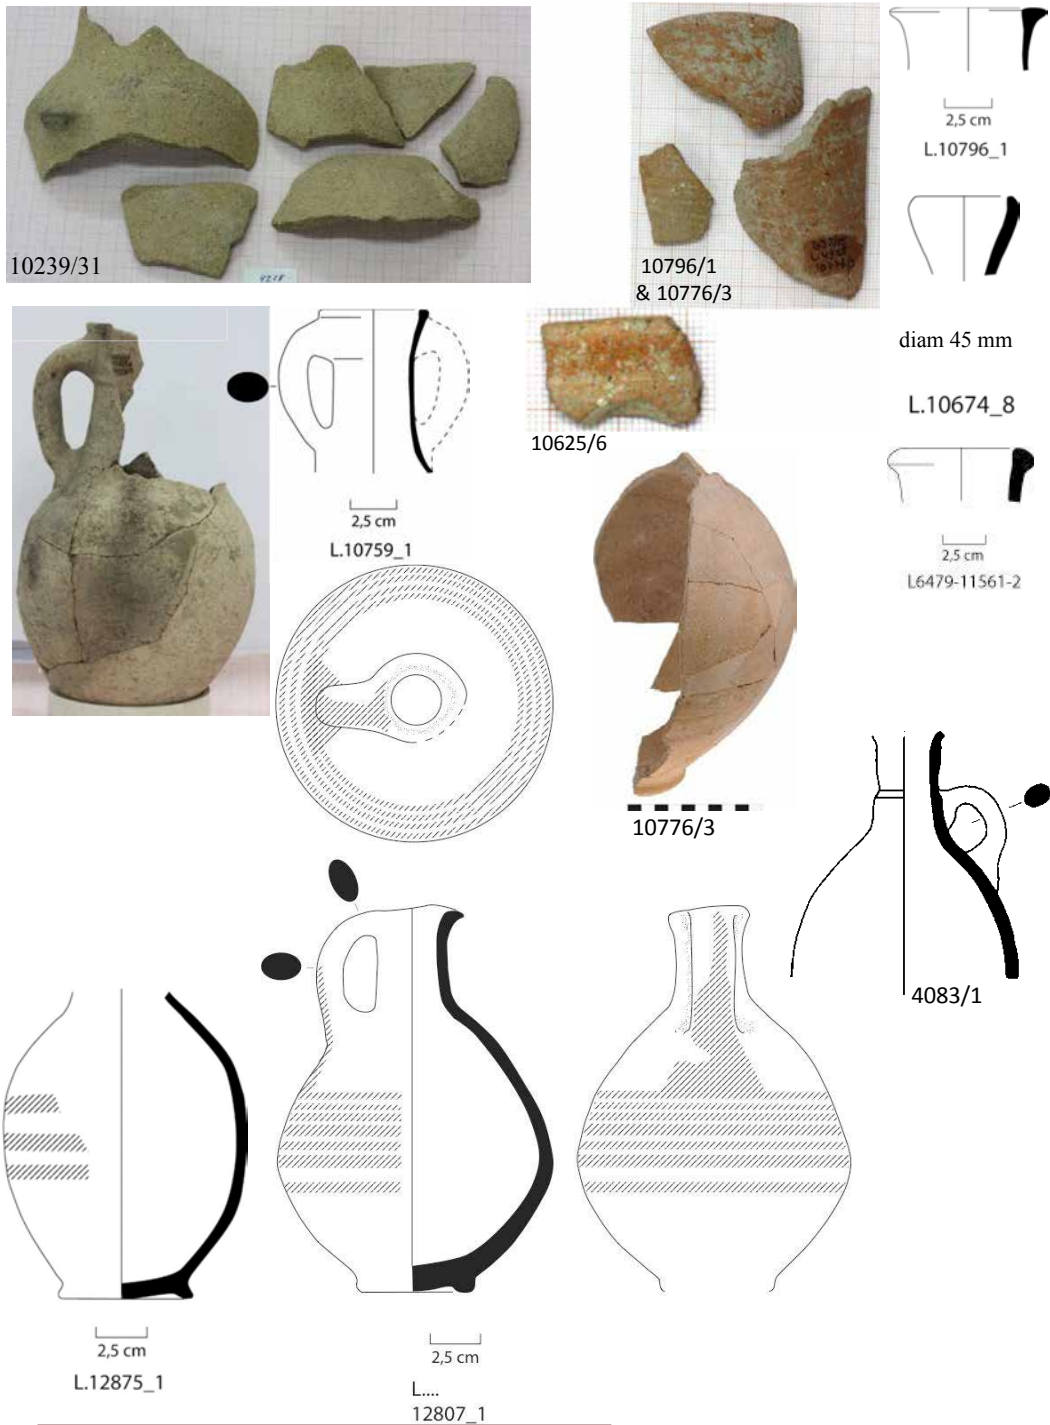 10239/31
4218
10796/1
& 10776/3
2,5 cm
L.10796_1
diam 45 mm
L.10674_8
10625/6
2,5 cm
L.10759_1
2,5 cm
L6479-11561-2
10776/3
4083/1
2,5 cm
L.12875_1
2,5 cm
L....
12807_1